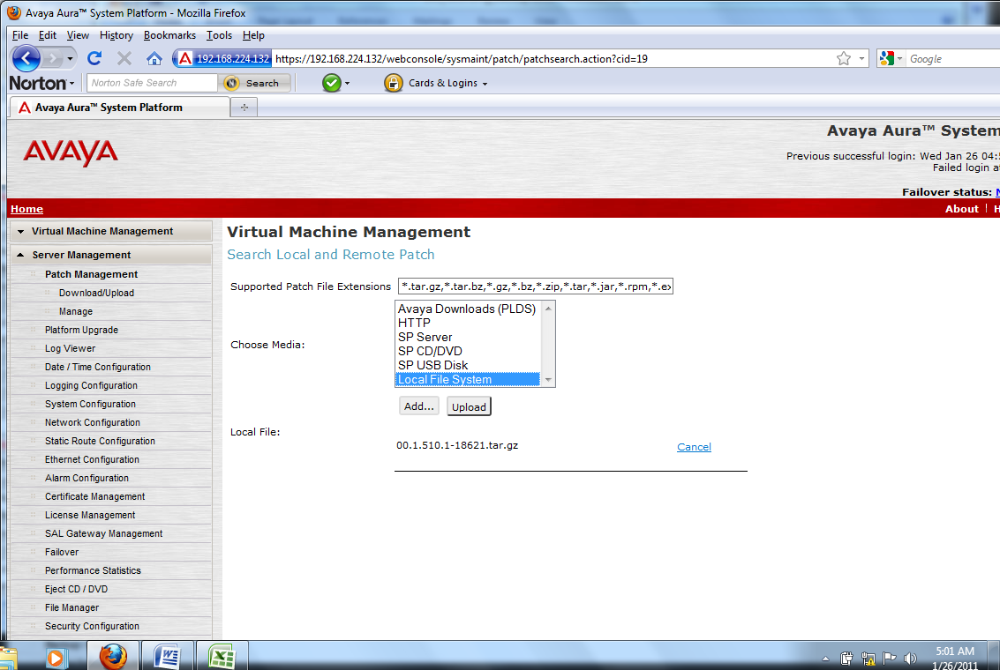 Avaya Aura™ System Platform - Mozilla Firefox
File Edit View History Bookmarks Tools Help
192.168.224.132 https://192.168.224.132/webconsole/sysmaint/patch/patchsearch.action?cid=19 Google
Norton Norton Safe Search Search Cards & Logins
Avaya Aura™ System Platform
AVAYA
Avaya Aura™ System
Previous successful login: Wed Jan 26 04:
Failed login a
Failover status:
Home About
Virtual Machine Management
Server Management
Patch Management
Download/Upload
Manage
Platform Upgrade
Log Viewer
Date / Time Configuration
Logging Configuration
System Configuration
Network Configuration
Static Route Configuration
Ethernet Configuration
Alarm Configuration
Certificate Management
License Management
SAL Gateway Management
Failover
Performance Statistics
Eject CD / DVD
File Manager
Security Configuration
Virtual Machine Management
Search Local and Remote Patch
Supported Patch File Extensions *.tar.gz,*.tar.bz,*.gz,*.bz,*.zip,*.tar,*.jar,*.rpm,*.ex
Choose Media:
Avaya Downloads (PLDS)
HTTP
SP Server
SP CD/DVD
SP USB Disk
Local File System
Add... Upload
Local File:
00.1.510.1-18621.tar.gz Cancel
5:01 AM
1/26/2011